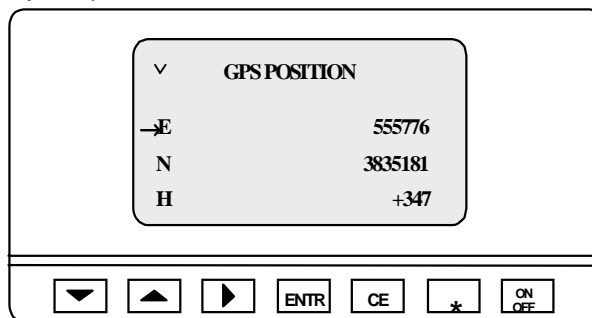 ˅ GPS POSITION
→E 555776
N 3835181
H +347
ENTR CE * ON
OFF